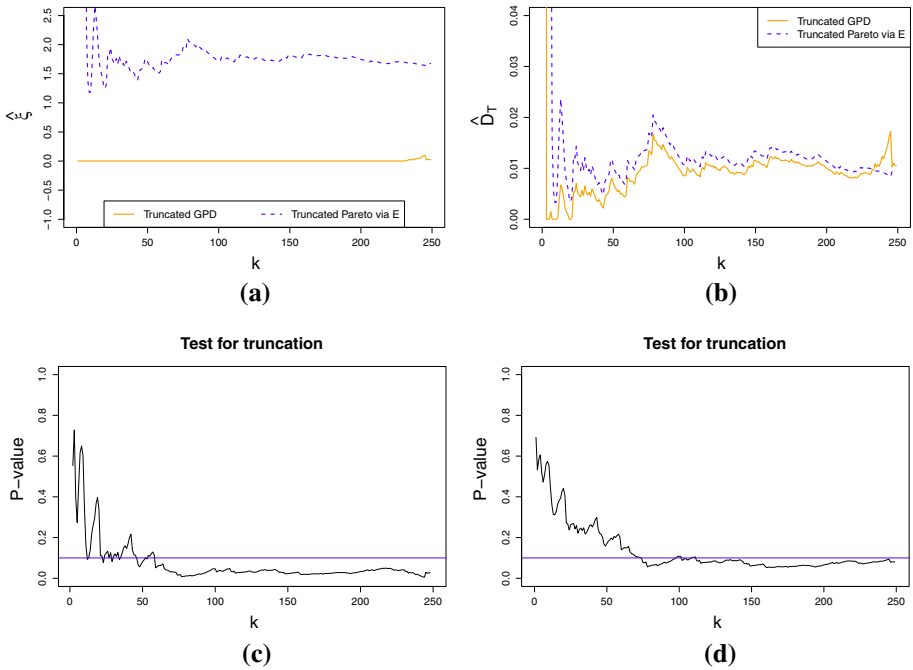 2.5
2.0
1.5
1.0
0.5
0.0
−0.5
−1.0
ξ̂
Truncated GPD
Truncated Pareto via E
0
50
100
150
200
250
k
(a)
0.04
0.03
0.02
0.01
0.00
D̂T
Truncated GPD
Truncated Pareto via E
0
50
100
150
200
250
k
(b)
Test for truncation
1.0
0.8
0.6
0.4
0.2
0.0
P−value
0
50
100
150
200
250
k
(c)
Test for truncation
1.0
0.8
0.6
0.4
0.2
0.0
P−value
0
50
100
150
200
250
k
(d)